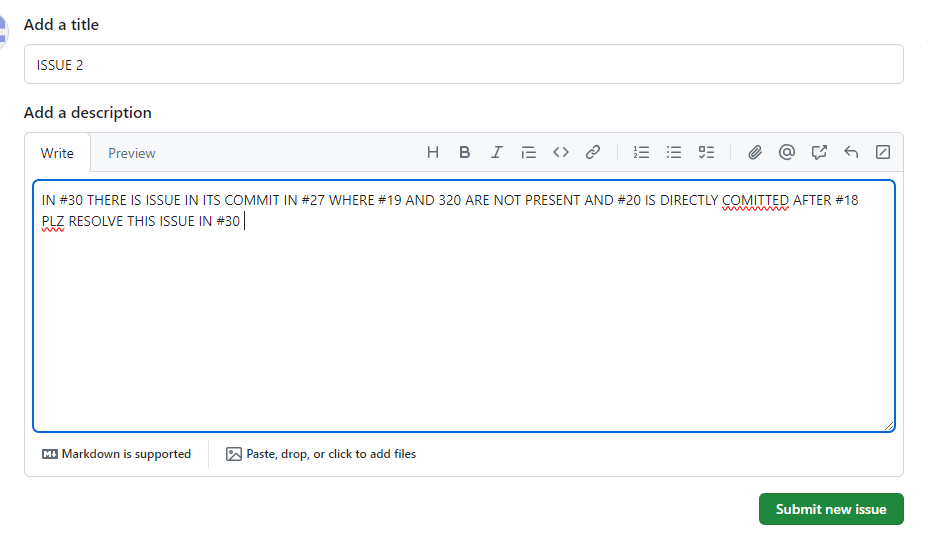 Add a title
ISSUE 2
Add a description
Write Preview H B I
IN #30 THERE IS ISSUE IN ITS COMMIT IN #27 WHERE #19 AND 320 ARE NOT PRESENT AND #20 IS DIRECTLY COMITTED AFTER #18
PLZ RESOLVE THIS ISSUE IN #30
Markdown is supported Paste, drop, or click to add files
Submit new issue